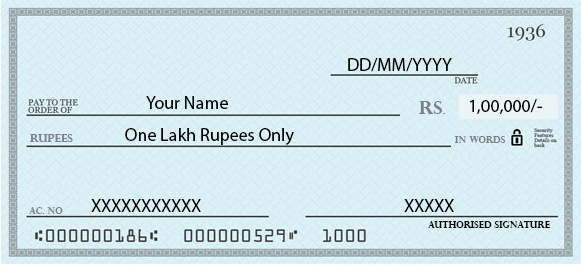 1936
DD/MM/YYYY
DATE
PAY TO THE ORDER OF Your Name RS. 1,00,000/-
RUPEES One Lakh Rupees Only IN WORDS Security Features Details on back
AC. NO XXXXXXXXXXX XXXXX
AUTHORISED SIGNATURE
⑆000000186⑆ 000000529⑈ 1000